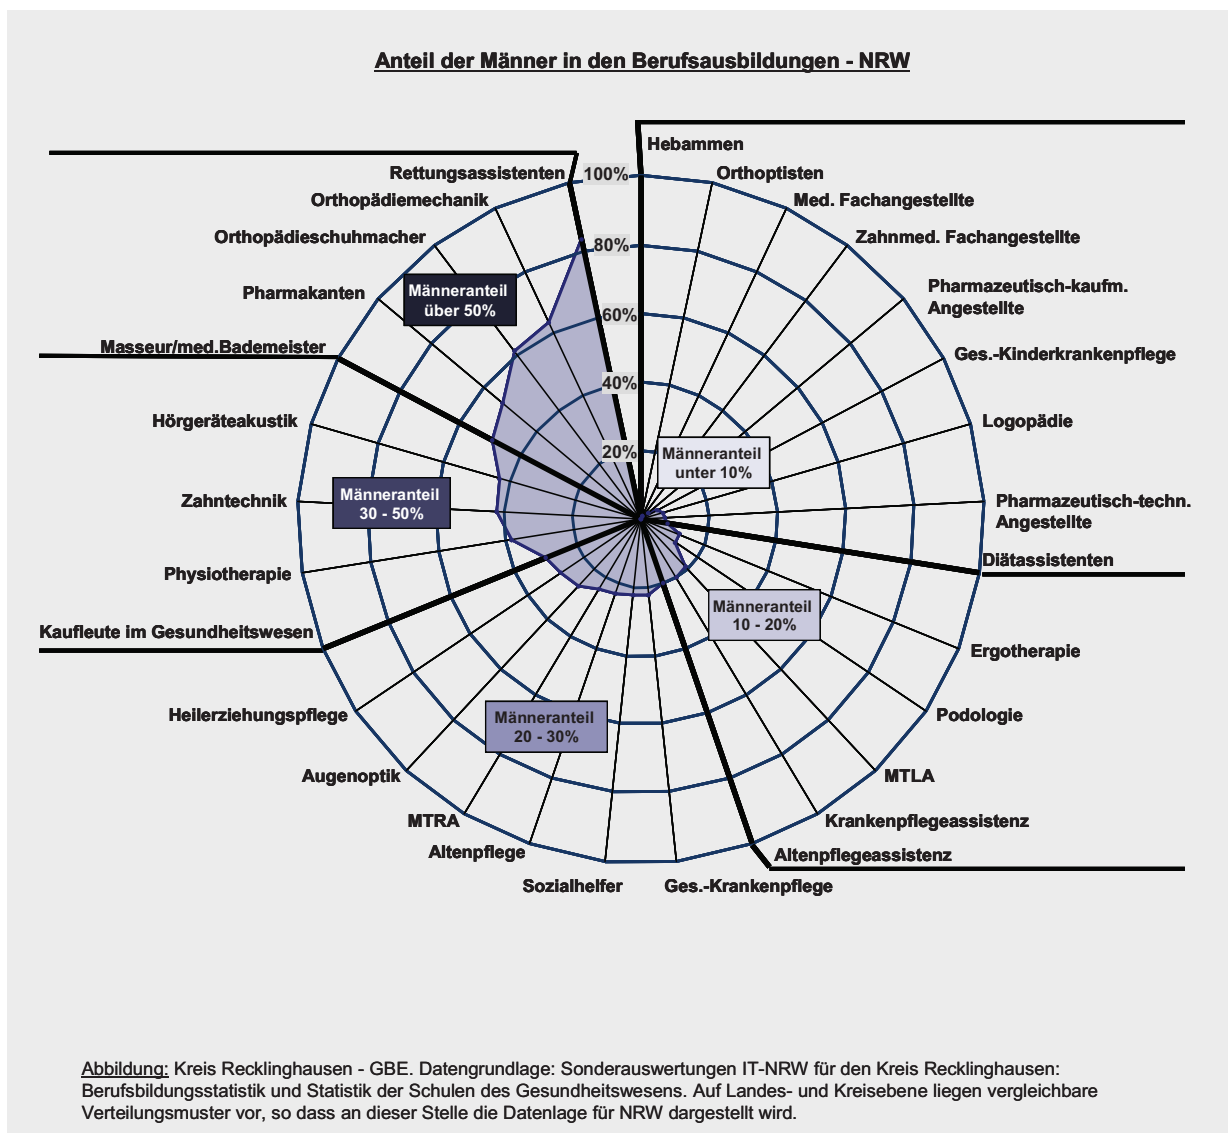 Anteil der Männer in den Berufsausbildungen - NRW
Hebammen
Orthoptisten
Med. Fachangestellte
Zahnmed. Fachangestellte
Pharmazeutisch-kaufm.
Angestellte
Ges.-Kinderkrankenpflege
Logopädie
Pharmazeutisch-techn.
Angestellte
Diätassistenten
Ergotherapie
Podologie
MTLA
Krankenpflegeassistenz
Altenpflegeassistenz
Ges.-Krankenpflege
Sozialhelfer
Altenpflege
MTRA
Augenoptik
Heilerziehungspflege
Kaufleute im Gesundheitswesen
Physiotherapie
Zahntechnik
Hörgeräteakustik
Masseur/med.Bademeister
Pharmakanten
Orthopädieschuhmacher
Orthopädiemechanik
Rettungsassistenten
100%
80%
60%
40%
20%
Männeranteil
unter 10%
Männeranteil
10 - 20%
Männeranteil
20 - 30%
Männeranteil
30 - 50%
Männeranteil
über 50%
Abbildung: Kreis Recklinghausen - GBE. Datengrundlage: Sonderauswertungen IT-NRW für den Kreis Recklinghausen:
Berufsbildungsstatistik und Statistik der Schulen des Gesundheitswesens. Auf Landes- und Kreisebene liegen vergleichbare
Verteilungsmuster vor, so dass an dieser Stelle die Datenlage für NRW dargestellt wird.